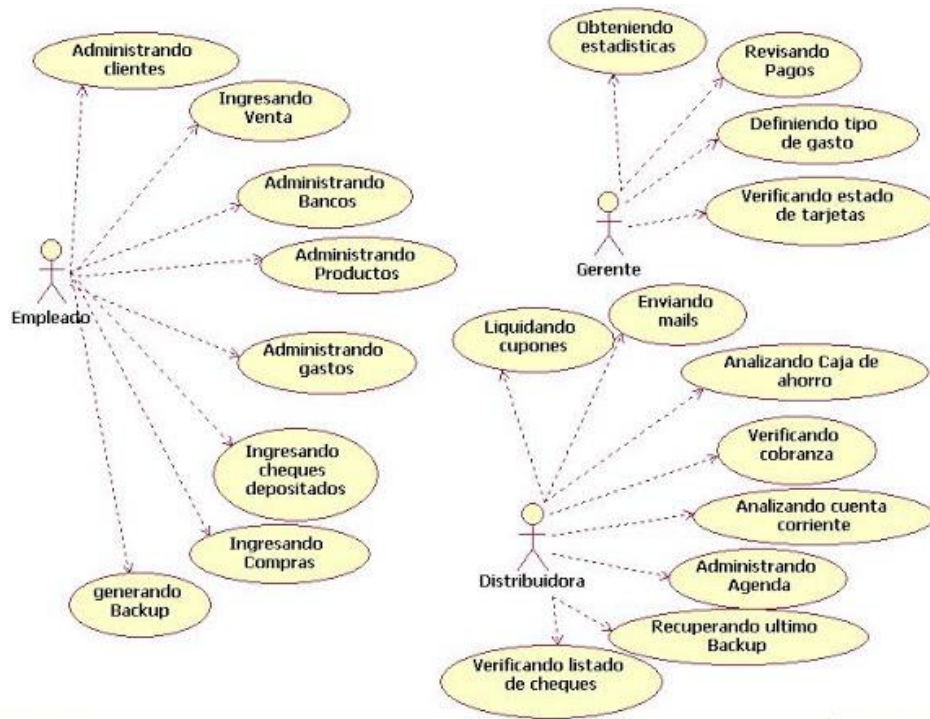 Administrando
clientes
Ingresando
Venta
Administrando
Bancos
Administrando
Productos
Empleado
Administrando
gastos
Ingresando
cheques
depositados
Ingresando
Compras
generando
Backup
Obteniendo
estadisticas
Revisando
Pagos
Definiendo tipo
de gasto
Verificando estado
de tarjetas
Gerente
Liquidando
cupones
Enviando
mails
Analizando Caja de
ahorro
Verificando
cobranza
Analizando cuenta
corriente
Distribuidora
Administrando
Agenda
Recuperando ultimo
Backup
Verificando listado
de cheques